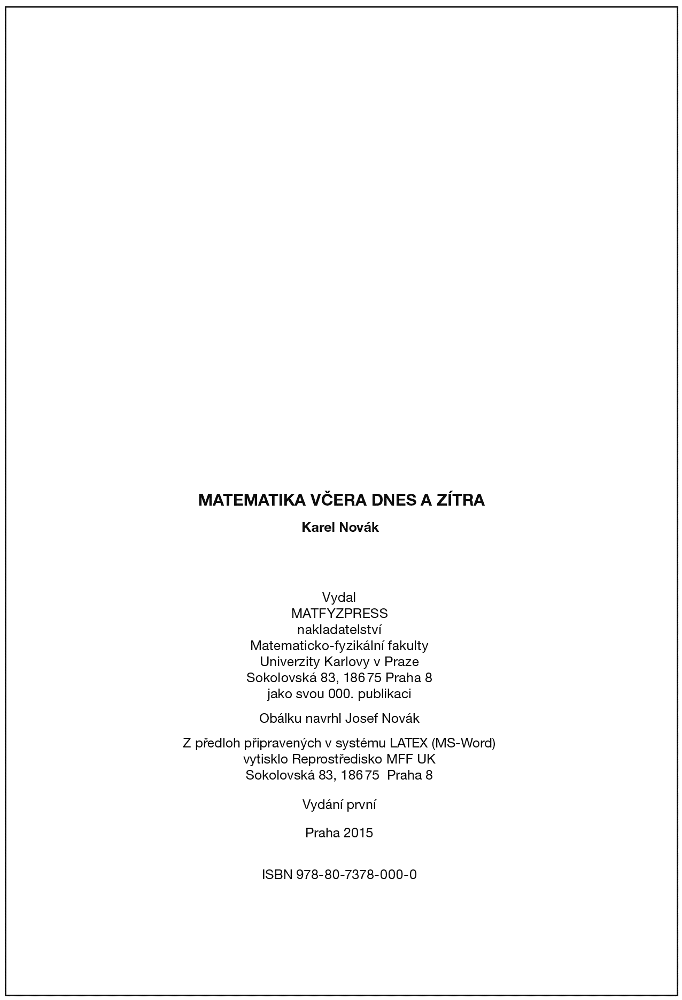 MATEMATIKA VČERA DNES A ZÍTRA
Karel Novák
Vydal
MATFYZPRESS
nakladatelství
Matematicko-fyzikální fakulty
Univerzity Karlovy v Praze
Sokolovská 83, 186 75 Praha 8
jako svou 000. publikaci
Obálku navrhl Josef Novák
Z předloh připravených v systému LATEX (MS-Word)
vytisklo Reprostředisko MFF UK
Sokolovská 83, 186 75 Praha 8
Vydání první
Praha 2015
ISBN 978-80-7378-000-0